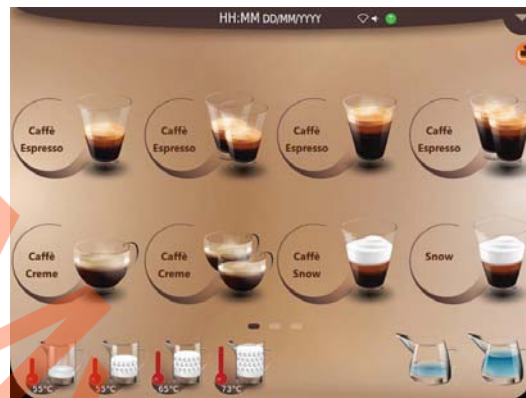 HH:MM DD/MM/YYYY
Caffè
Espresso
Caffè
Espresso
Caffè
Espresso
Caffè
Espresso
Caffè
Creme
Caffè
Creme
Caffè
Snow
Snow
55°C
55°C
65°C
73°C